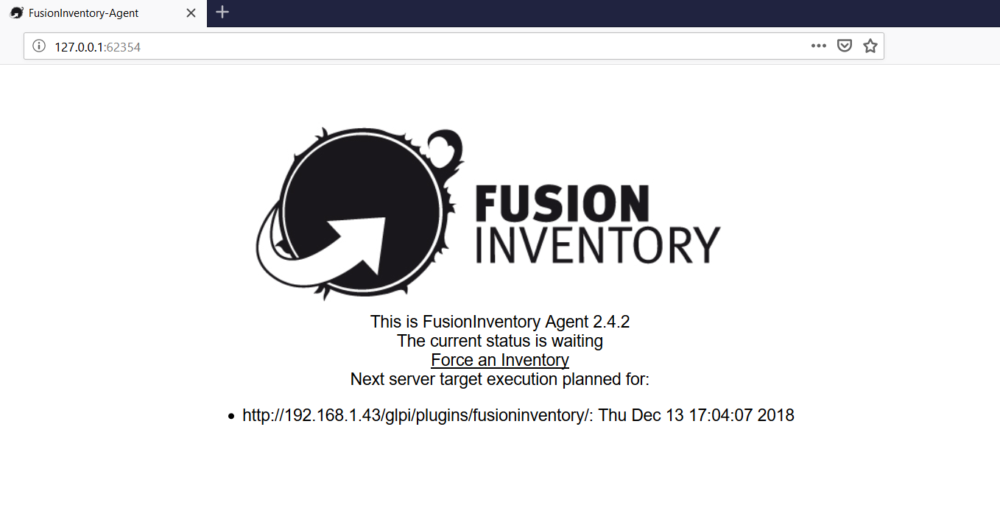 FusionInventory-Agent
127.0.0.1:62354
FUSION
INVENTORY
This is FusionInventory Agent 2.4.2
The current status is waiting
Force an Inventory
Next server target execution planned for:
http://192.168.1.43/glpi/plugins/fusioninventory/: Thu Dec 13 17:04:07 2018